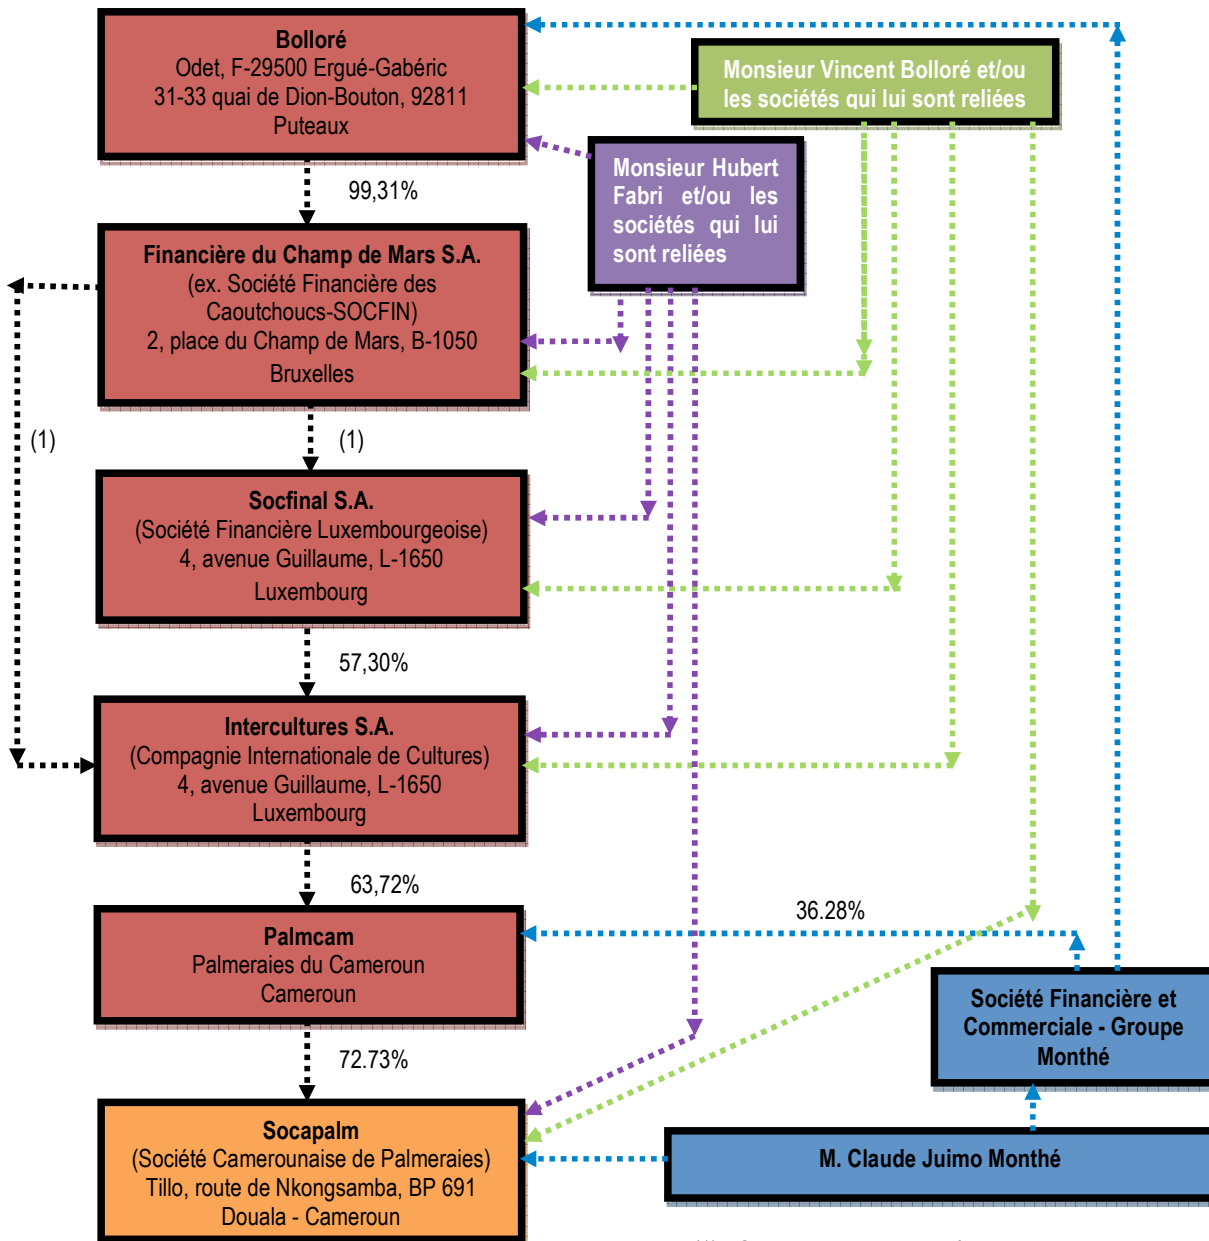 Bolloré
Odet, F-29500 Ergué-Gabéric
31-33 quai de Dion-Bouton, 92811
Puteaux
Monsieur Vincent Bolloré et/ou
les sociétés qui lui sont reliées
Monsieur Hubert
Fabri et/ou les
sociétés qui lui
sont reliées
99,31%
Financière du Champ de Mars S.A.
(ex. Société Financière des
Caoutchoucs-SOCFIN)
2, place du Champ de Mars, B-1050
Bruxelles
(1)
(1)
Socfinal S.A.
(Société Financière Luxembourgeoise)
4, avenue Guillaume, L-1650
Luxembourg
57,30%
Intercultures S.A.
(Compagnie Internationale de Cultures)
4, avenue Guillaume, L-1650
Luxembourg
63,72%
36.28%
Palmcam
Palmeraies du Cameroun
Cameroun
Société Financière et
Commerciale - Groupe
Monthé
72.73%
Socapalm
(Société Camerounaise de Palmeraies)
Tillo, route de Nkongsamba, BP 691
Douala - Cameroun
M. Claude Juimo Monthé